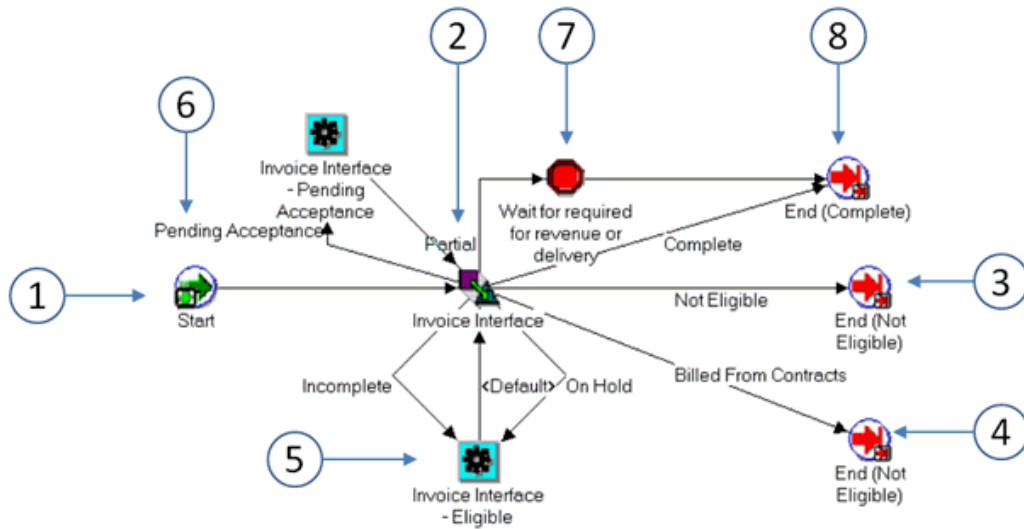 2
7
8
6
Invoice Interface
- Pending
Acceptance
Pending Acceptance
Partial
Wait for required
for revenue or
delivery
End (Complete)
Complete
1
Start
Invoice Interface
Not Eligible
3
End (Not
Eligible)
Incomplete
<Default>
On Hold
Billed From Contracts
4
End (Not
Eligible)
5
Invoice Interface
- Eligible